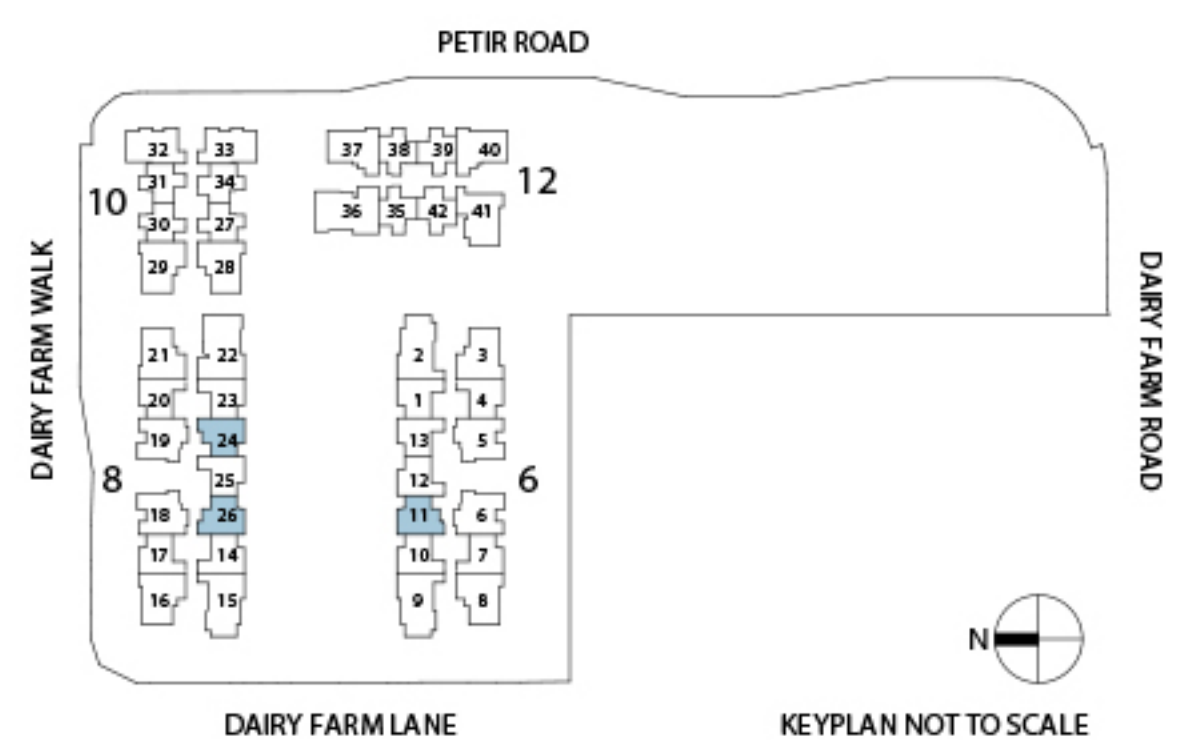 PETIR ROAD
32 33 37 38 39 40
31 34 12
10
30 27 36 35 42 41
29 28
DAIRY FARM WALK
DAIRY FARM ROAD
21 22 2 3
20 23 1 4
19 24 13 5
8 25 12 6
18 26 11 6
17 14 10 7
16 15 9 8
N
DAIRY FARM LANE
KEYPLAN NOT TO SCALE